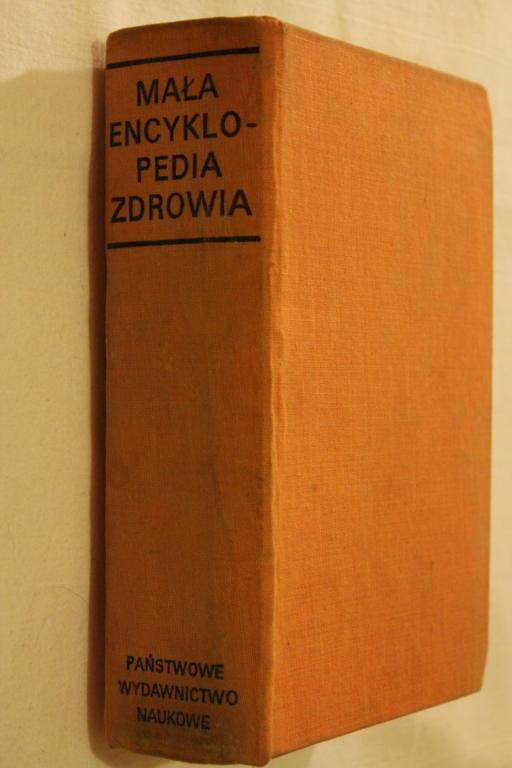 MAŁA
ENCYKLO-
PEDIA
ZDROWIA
PAŃSTWOWE
WYDAWNICTWO
NAUKOWE